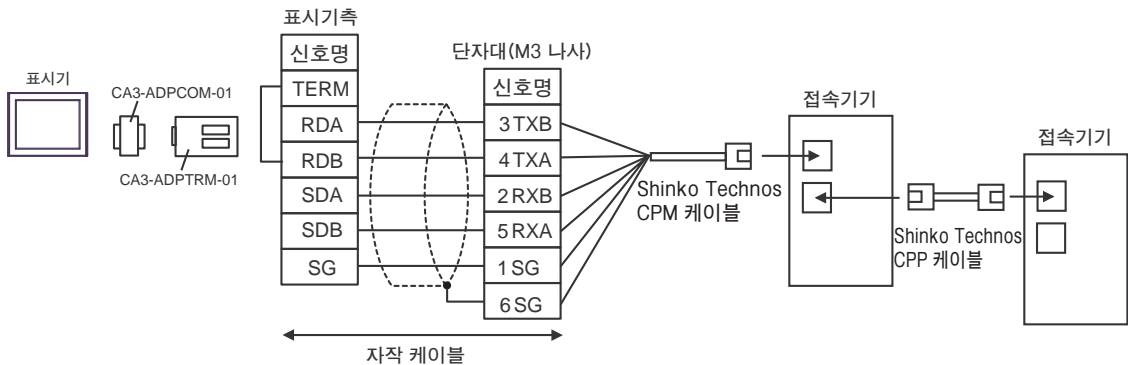 표시기
CA3-ADPCOM-01
CA3-ADPTRM-01
표시기측
신호명
TERM
RDA
RDB
SDA
SDB
SG
단자대(M3 나사)
신호명
3 TXB
4 TXA
2 RXB
5 RXA
1 SG
6 SG
자작 케이블
Shinko Technos
CPM 케이블
접속기기
Shinko Technos
CPP 케이블
접속기기